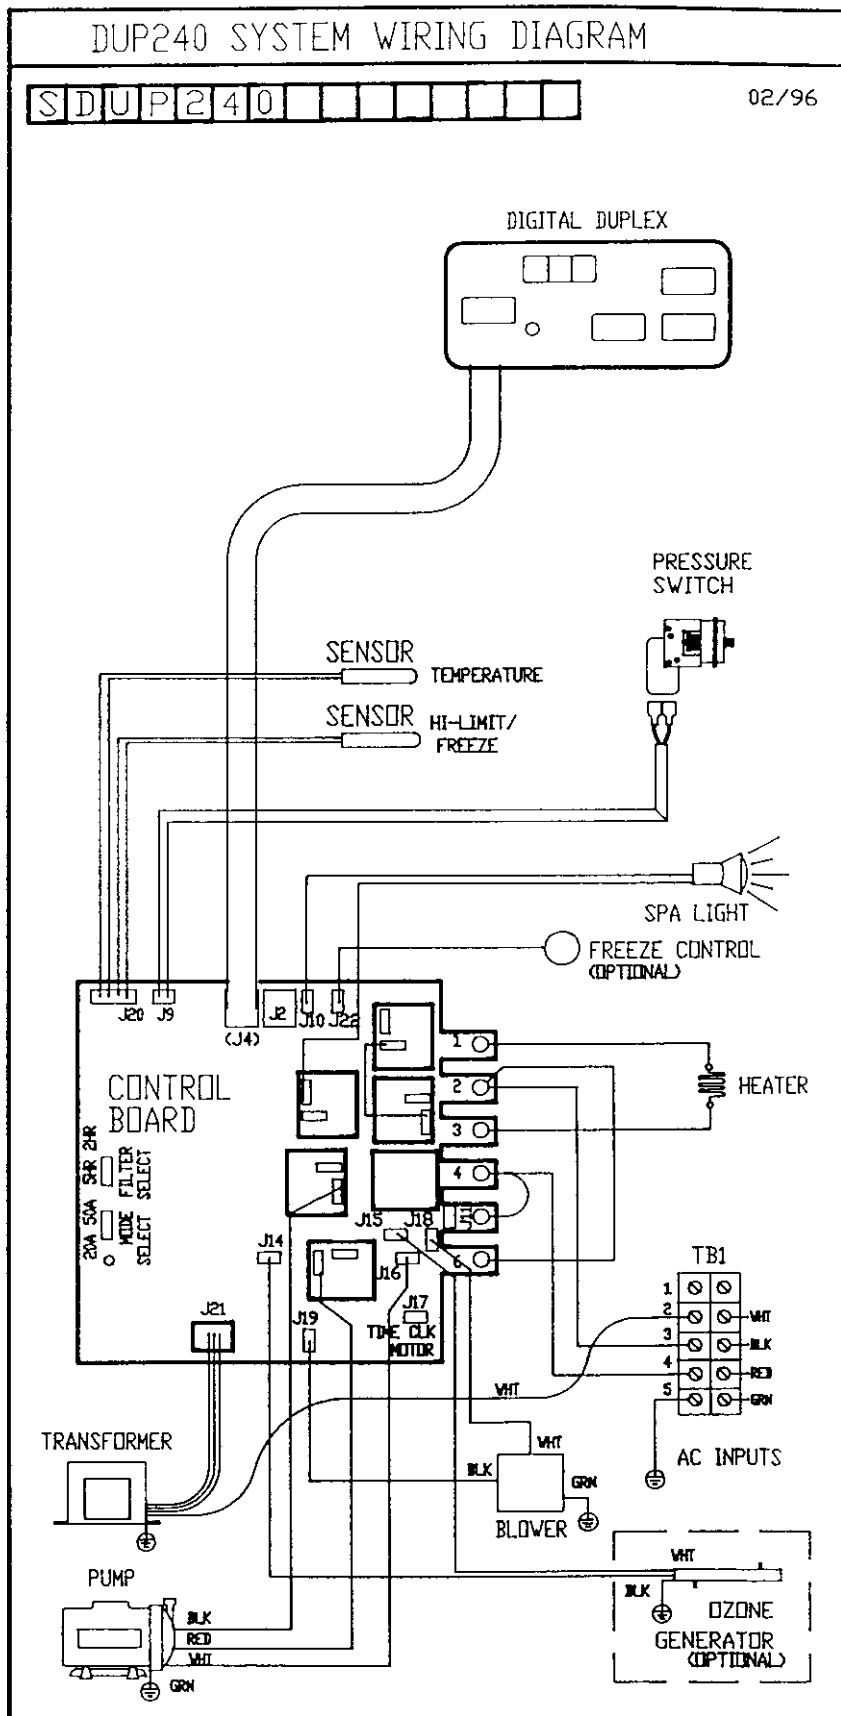 DUP240 SYSTEM WIRING DIAGRAM
SDUP240
02/96
DIGITAL DUPLEX
PRESSURE
SWITCH
SENSOR
TEMPERATURE
SENSOR
HI-LIMIT/
FREEZE
SPA LIGHT
FREEZE CONTROL
(OPTIONAL)
J20
J9
(J4)
J2
J10
J22
1
2
3
4
J11
6
HEATER
CONTROL
BOARD
5HR 2HR
FILTER
SELECT
20A 50A
MODE
SELECT
J14
J15
J18
J16
J17
TIME CLK
MOTOR
J21
J19
TB1
1
2
3
4
5
WHT
BLK
RED
GRN
AC INPUTS
WHT
TRANSFORMER
WHT
BLK
GRN
BLOWER
PUMP
BLK
RED
WHT
GRN
WHT
BLK
OZONE
GENERATOR
(OPTIONAL)